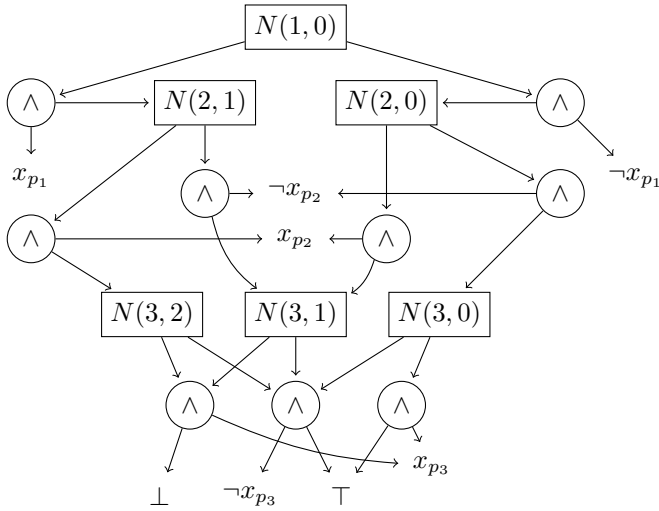 N(1, 0)
∧ N(2, 1) N(2, 0) ∧
x_{p_1} ¬x_{p_1}
∧ ¬x_{p_2} ∧
∧ x_{p_2} ∧
N(3, 2) N(3, 1) N(3, 0)
∧ ∧ ∧
x_{p_3}
⊥ ¬x_{p_3} ⊤